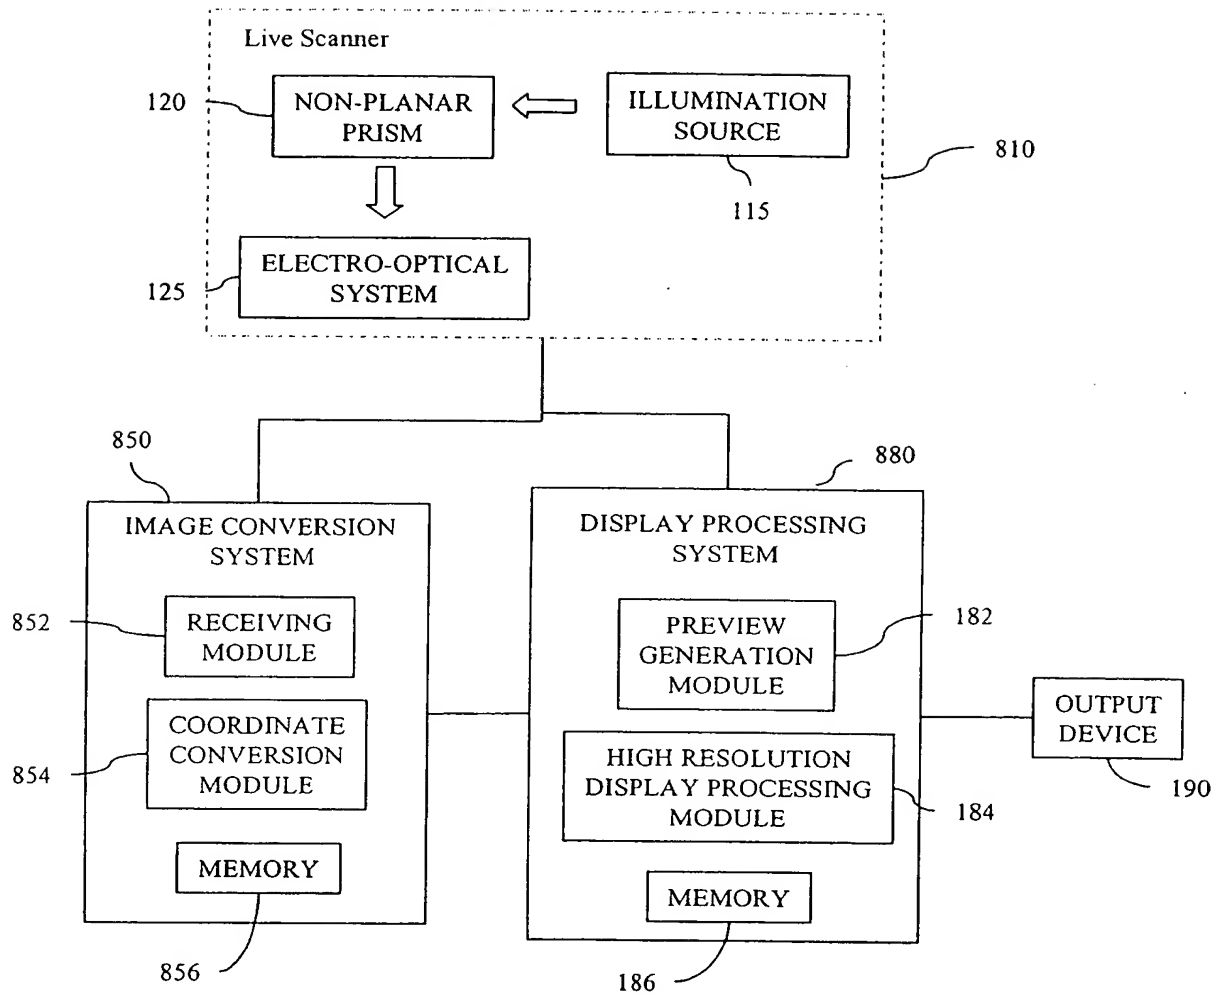 Live Scanner
120
NON-PLANAR
PRISM
ILLUMINATION
SOURCE
810
115
125
ELECTRO-OPTICAL
SYSTEM
850
880
IMAGE CONVERSION
SYSTEM
DISPLAY PROCESSING
SYSTEM
852
RECEIVING
MODULE
PREVIEW
GENERATION
MODULE
182
854
COORDINATE
CONVERSION
MODULE
HIGH RESOLUTION
DISPLAY PROCESSING
MODULE
184
OUTPUT
DEVICE
190
MEMORY
MEMORY
856
186